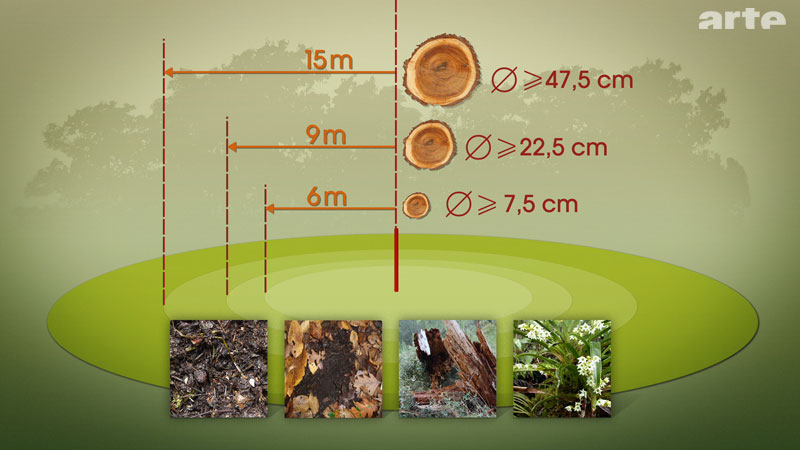 arte
15m
Ø ⩾47,5 cm
9m
Ø ⩾22,5 cm
6m
Ø ⩾ 7,5 cm